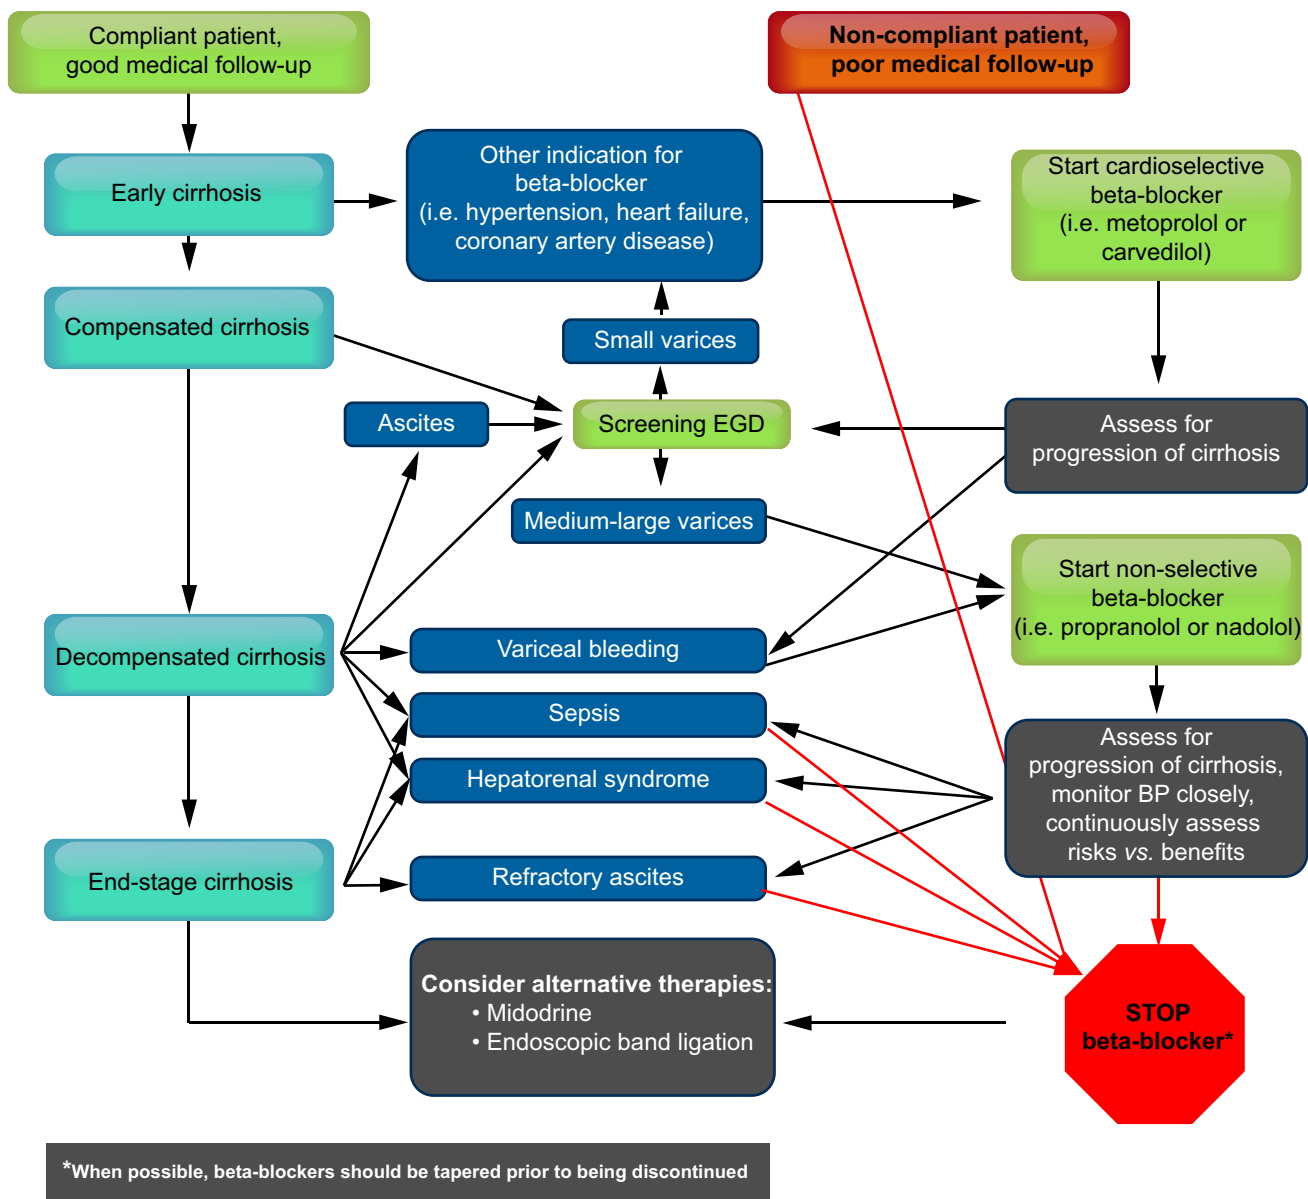 Compliant patient,
good medical follow-up
Non-compliant patient,
poor medical follow-up
Early cirrhosis
Other indication for
beta-blocker
(i.e. hypertension, heart failure,
coronary artery disease)
Start cardioselective
beta-blocker
(i.e. metoprolol or
carvedilol)
Compensated cirrhosis
Small varices
Ascites
Screening EGD
Assess for
progression of cirrhosis
Medium-large varices
Start non-selective
beta-blocker
(i.e. propranolol or nadolol)
Decompensated cirrhosis
Variceal bleeding
Sepsis
Hepatorenal syndrome
Assess for
progression of cirrhosis,
monitor BP closely,
continuously assess
risks vs. benefits
End-stage cirrhosis
Refractory ascites
Consider alternative therapies:
• Midodrine
• Endoscopic band ligation
STOP
beta-blocker*
*When possible, beta-blockers should be tapered prior to being discontinued